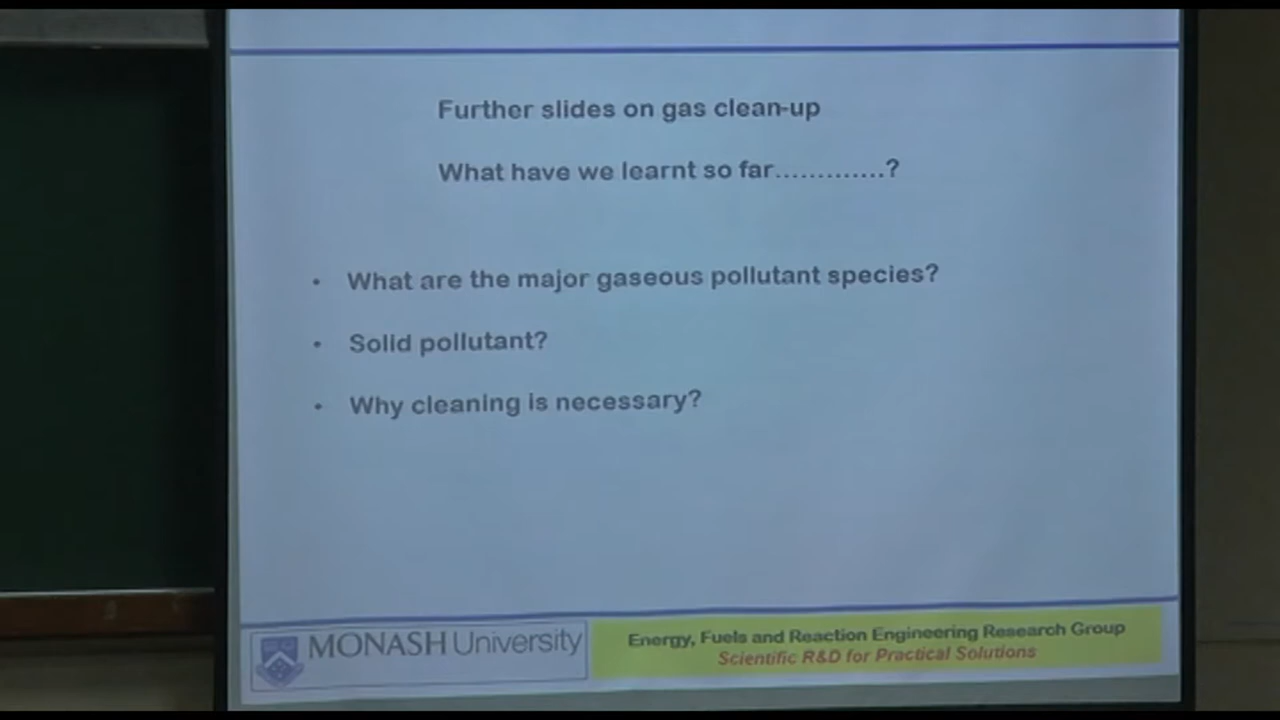 Further slides on gas clean-up
What have we learnt so far.............?
• What are the major gaseous pollutant species?
• Solid pollutant?
• Why cleaning is necessary?
MONASH University
Energy, Fuels and Reaction Engineering Research Group
Scientific R&D for Practical Solutions